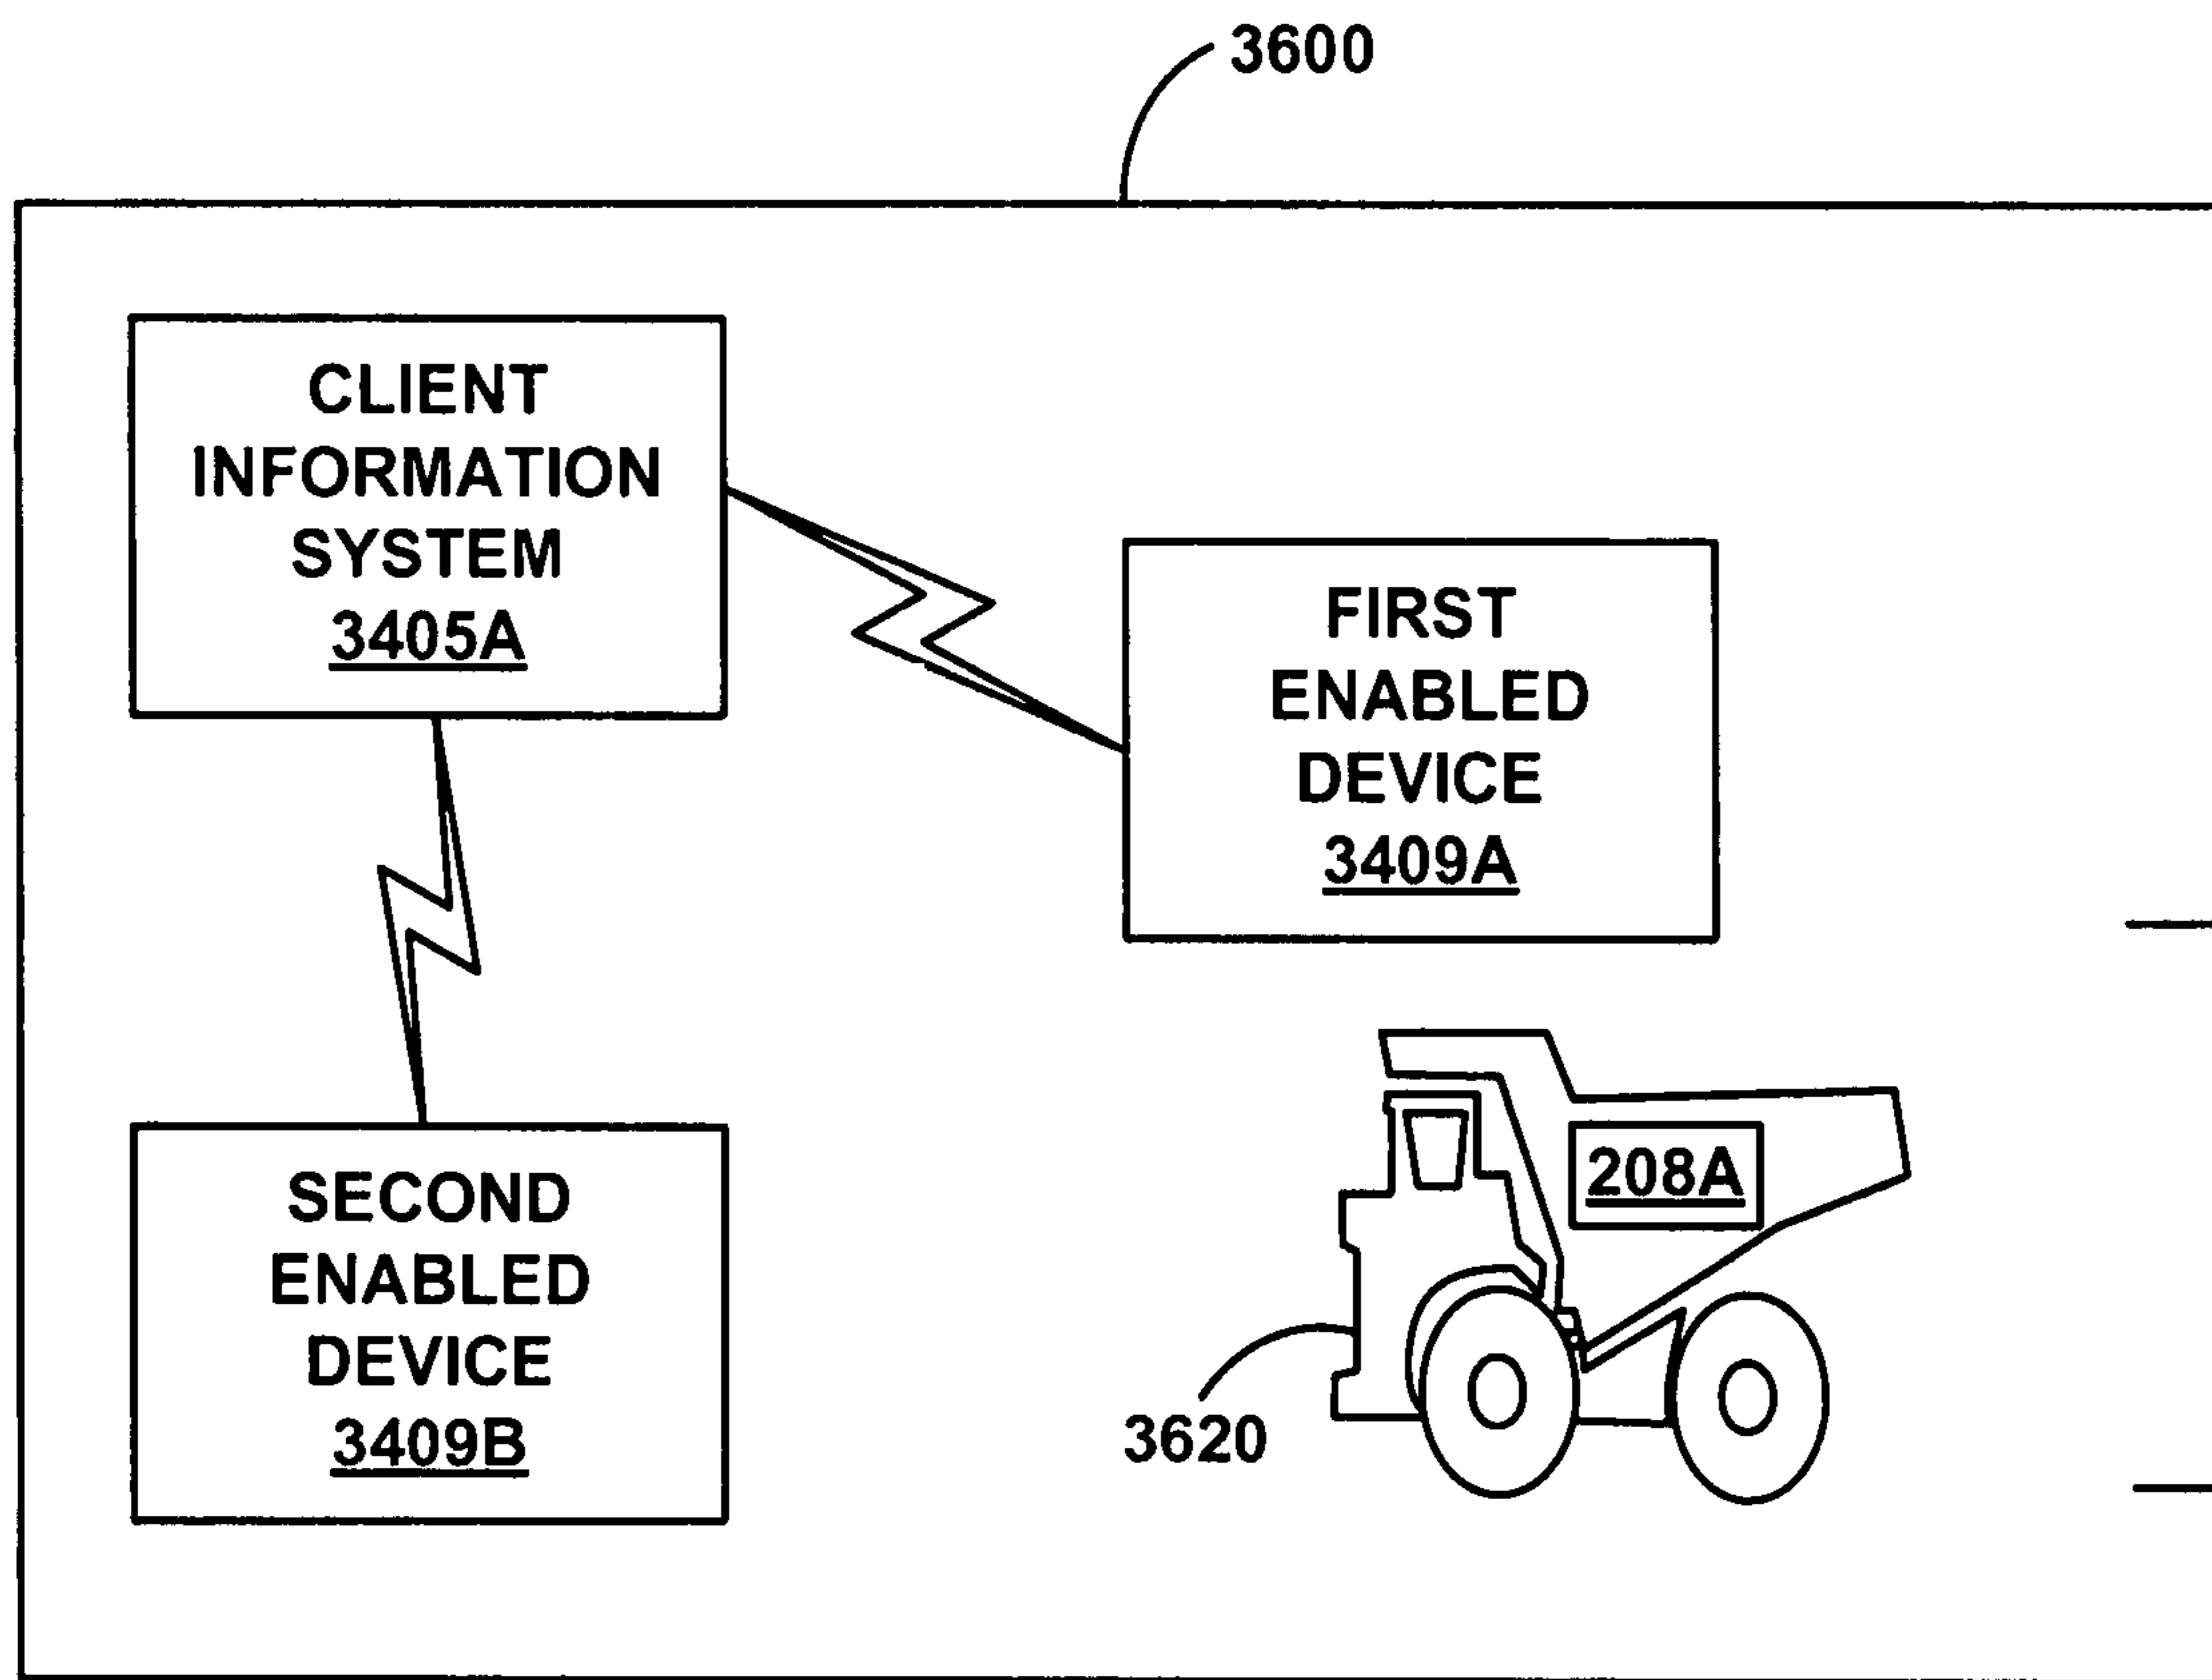 3600
CLIENT
INFORMATION
SYSTEM
3405A
FIRST
ENABLED
DEVICE
3409A
208A
SECOND
ENABLED
DEVICE
3409B
3620